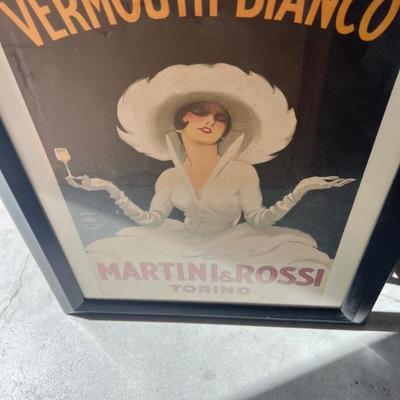 VERMOUTH BIANCO
MARTINI & ROSSI
TORINO